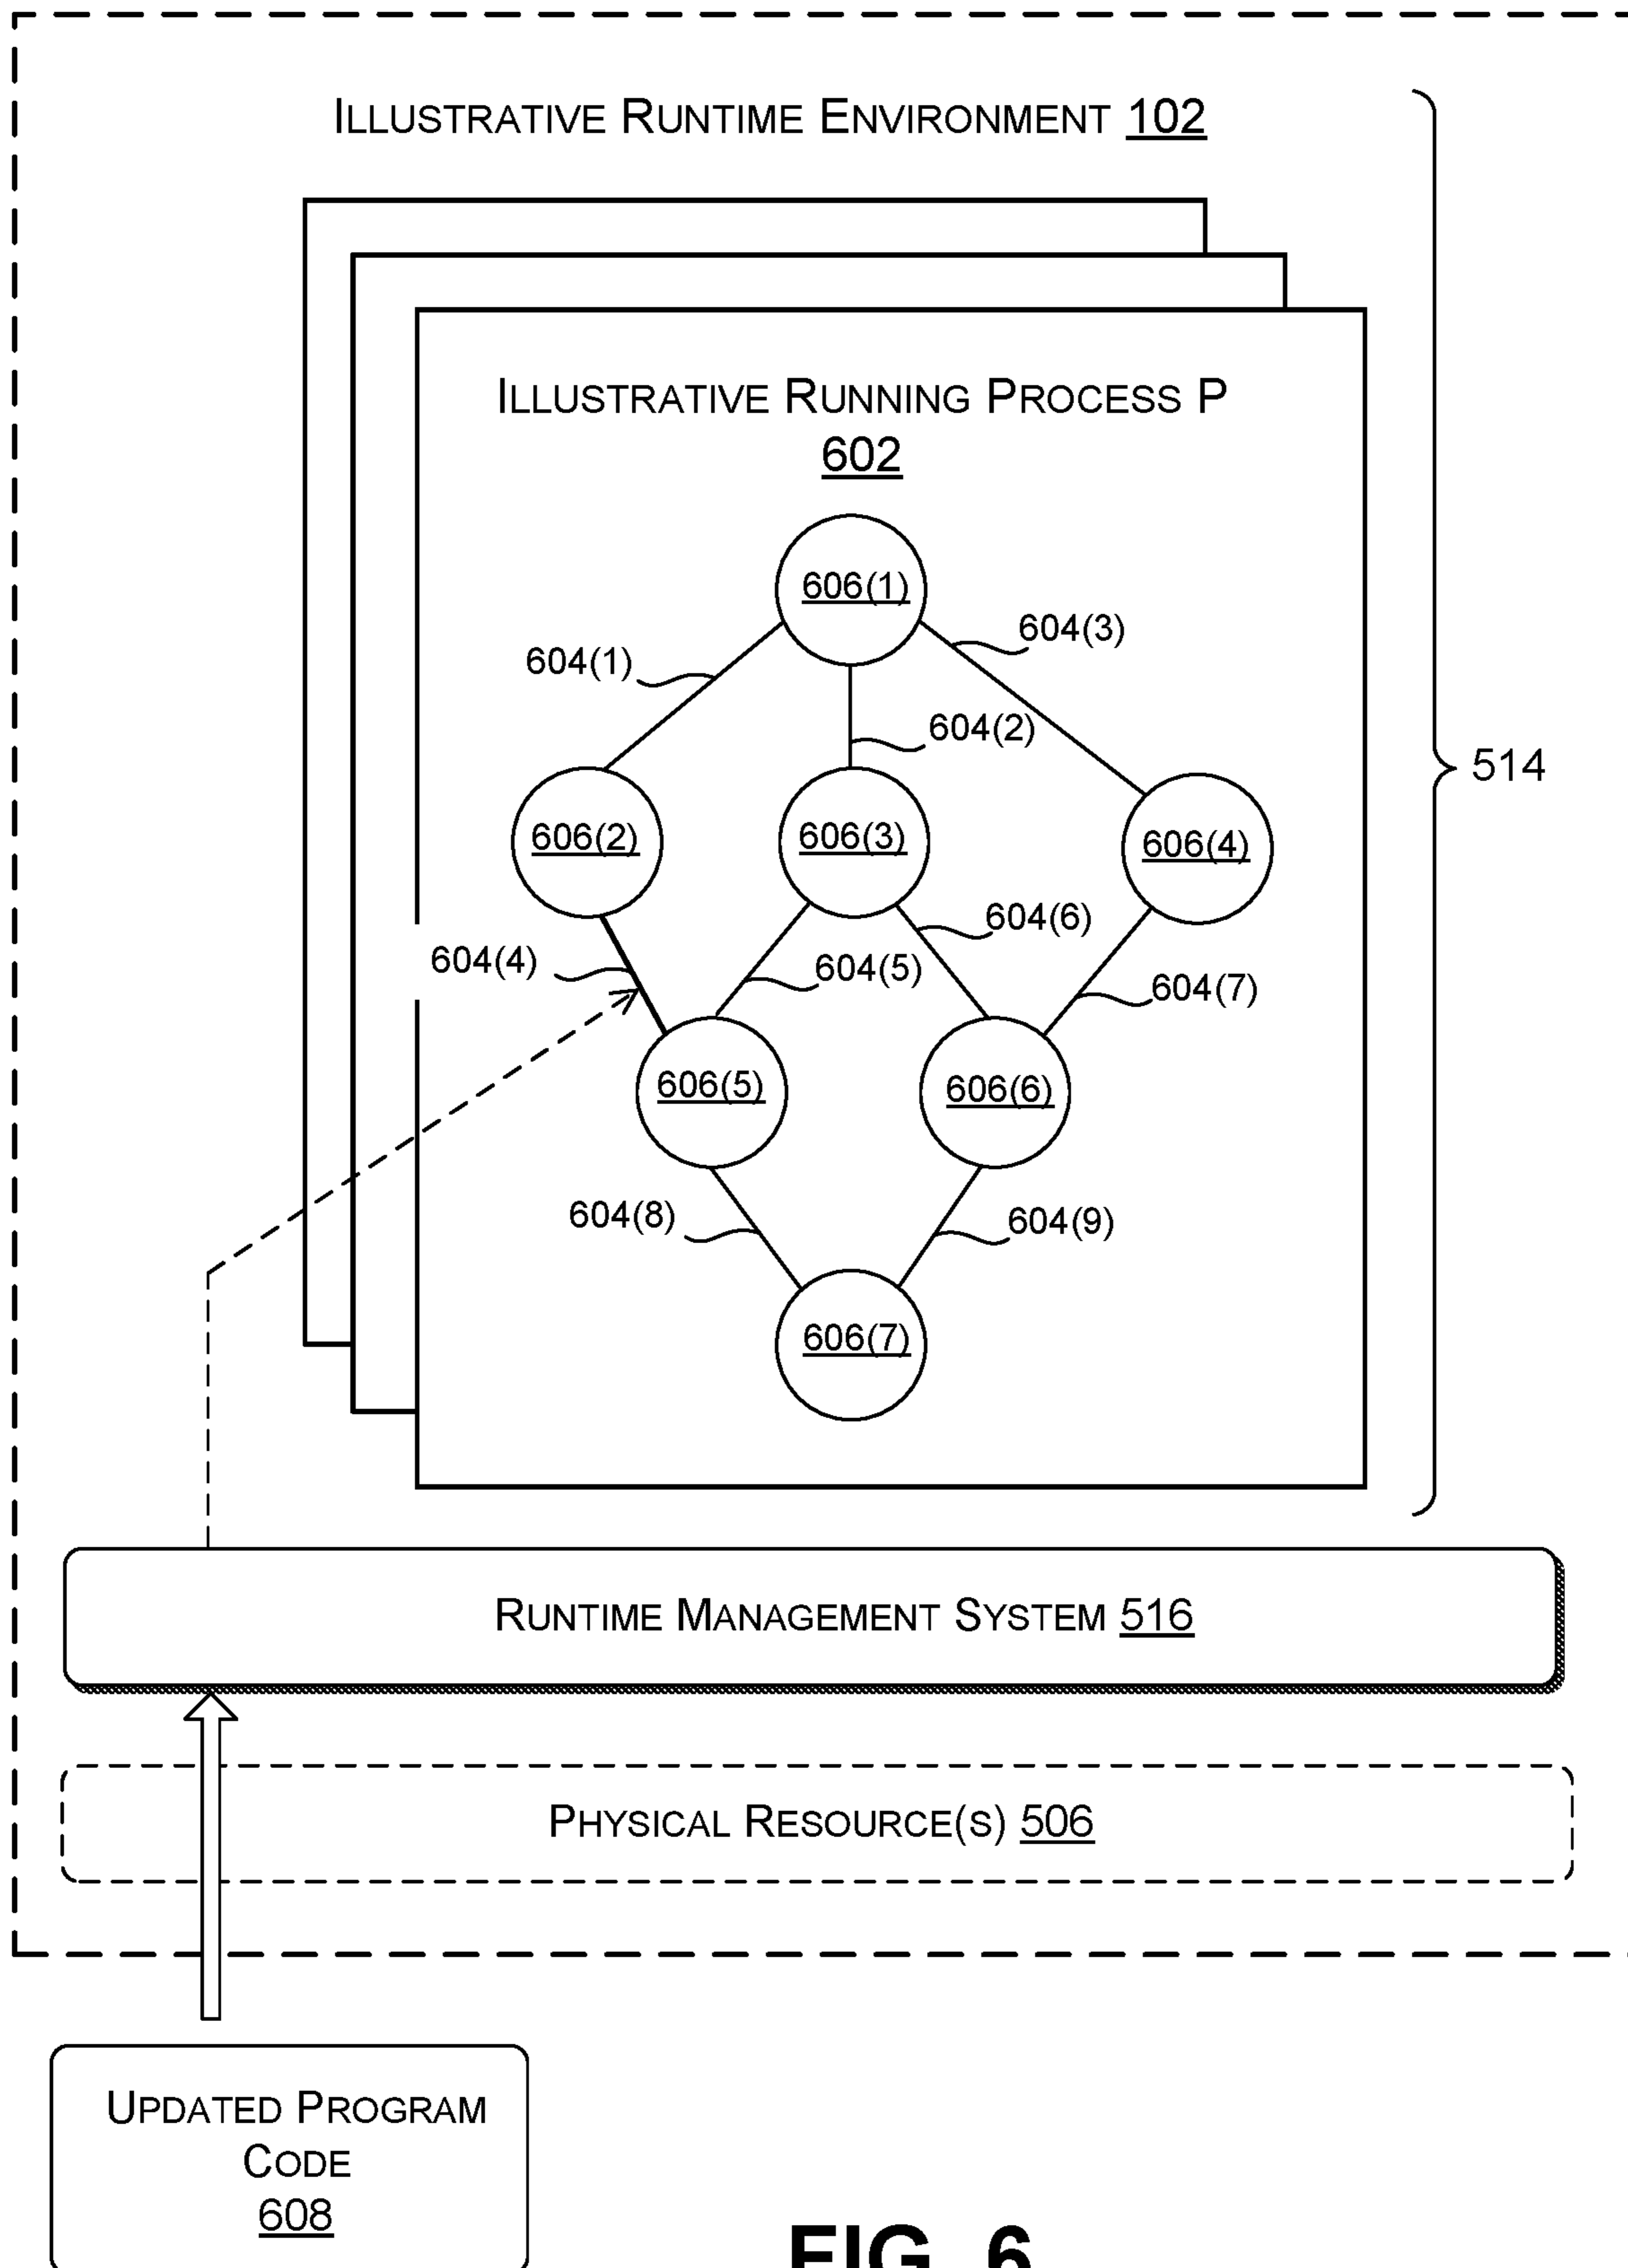 ILLUSTRATIVE RUNTIME ENVIRONMENT 102
ILLUSTRATIVE RUNNING PROCESS P
602
606(1)
604(1)
604(3)
604(2)
514
606(2)
606(3)
606(4)
604(4)
604(5)
604(6)
604(7)
606(5)
606(6)
604(8)
604(9)
606(7)
RUNTIME MANAGEMENT SYSTEM 516
PHYSICAL RESOURCE(S) 506
UPDATED PROGRAM
CODE
608
FIG. 6